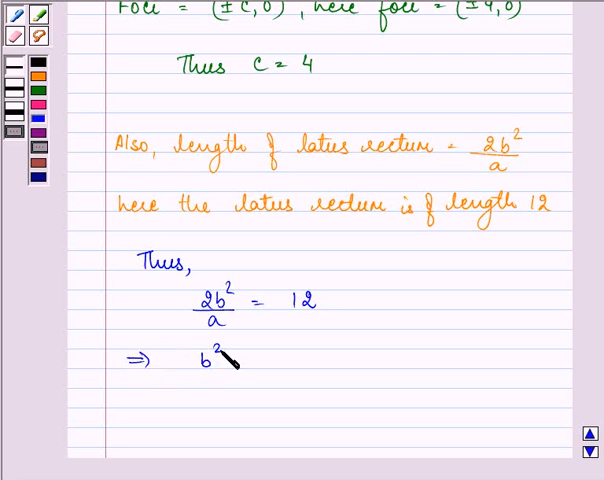 Foci = (± c, 0), here foci = (± 4, 0)
Thus c = 4
Also, length of latus rectum = 2b²/a
here the latus rectum is of length 12
Thus,
2b²/a = 12
⇒ b²